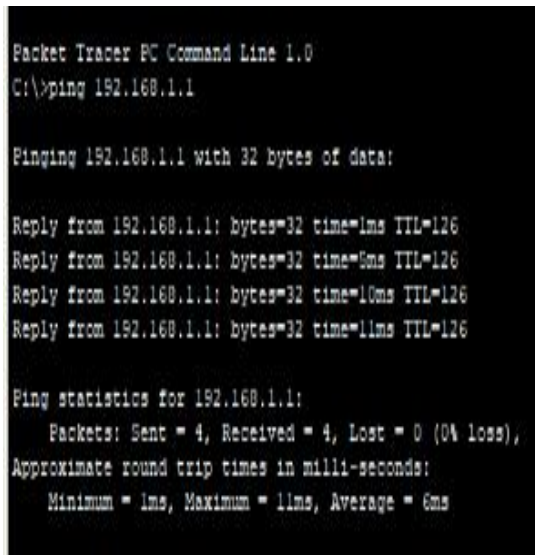 Packet Tracer PC Command Line 1.0
C:\>ping 192.168.1.1
Pinging 192.168.1.1 with 32 bytes of data:
Reply from 192.168.1.1: bytes=32 time=1ms TTL=126
Reply from 192.168.1.1: bytes=32 time=5ms TTL=126
Reply from 192.168.1.1: bytes=32 time=10ms TTL=126
Reply from 192.168.1.1: bytes=32 time=11ms TTL=126
Ping statistics for 192.168.1.1:
Packets: Sent = 4, Received = 4, Lost = 0 (0% loss),
Approximate round trip times in milli-seconds:
Minimum = 1ms, Maximum = 11ms, Average = 6ms